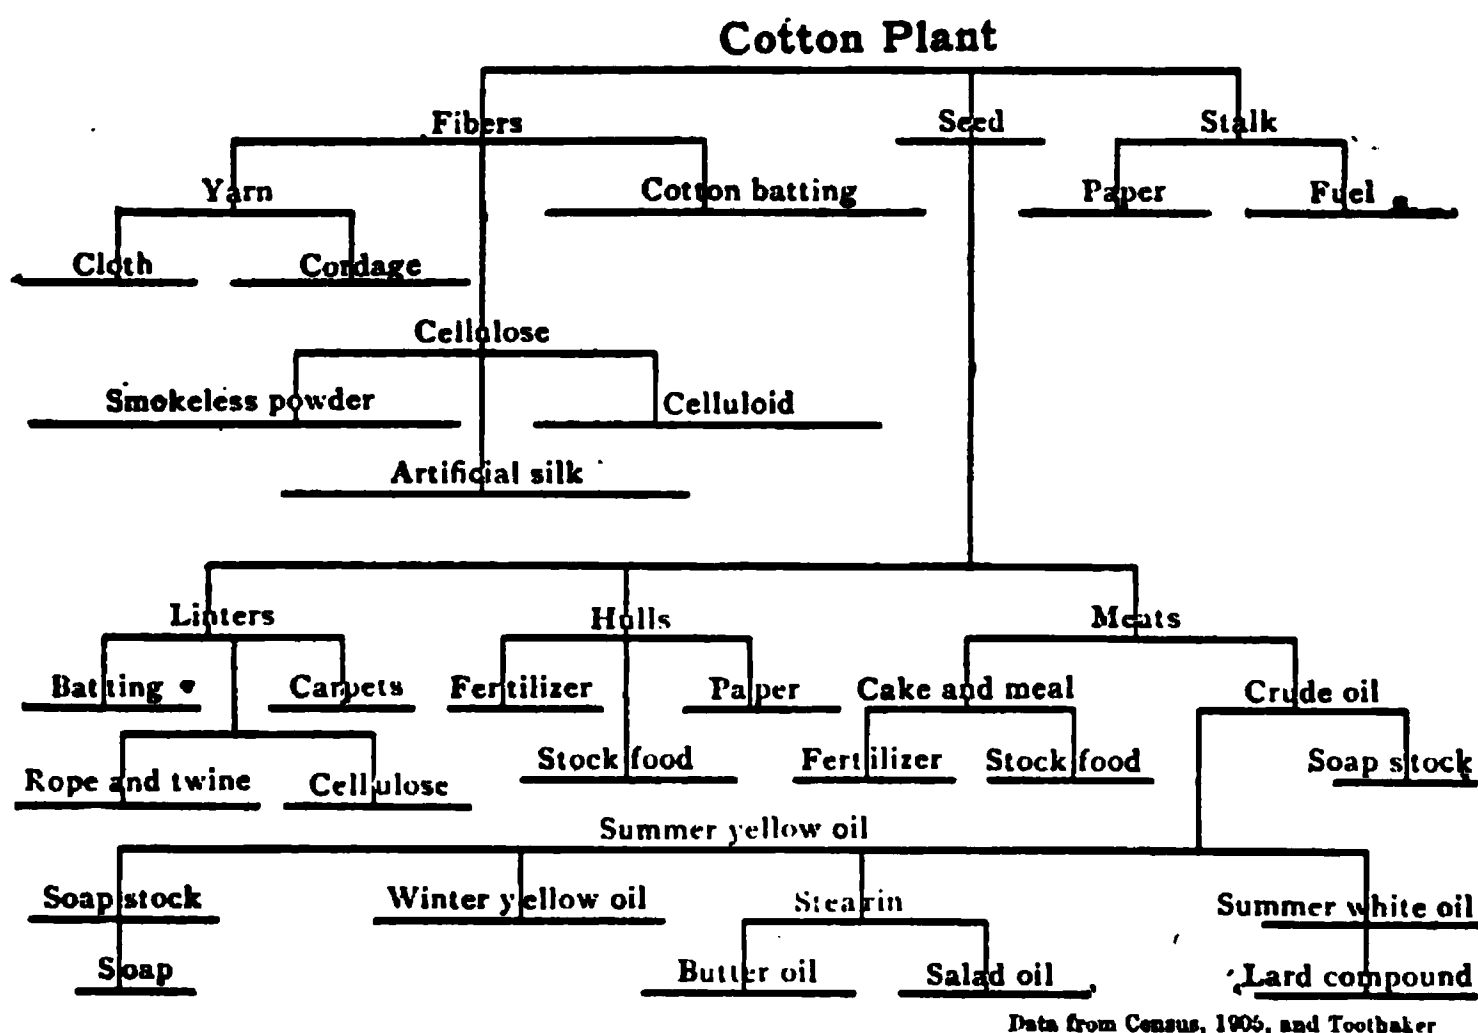 Cotton Plant
Fibers Seed Stalk
Yarn Cotton batting Paper Fuel
Cloth Cordage
Cellulose
Smokeless powder Celluloid
Artificial silk
Linters Hulls Meats
Batting Carpets Fertilizer Paper Cake and meal Crude oil
Stock food Fertilizer Stock food Soap stock
Rope and twine Cellulose
Summer yellow oil
Soap stock Winter yellow oil Stearin Summer white oil
Soap Butter oil Salad oil Lard compound
Data from Census, 1905, and Toothaker